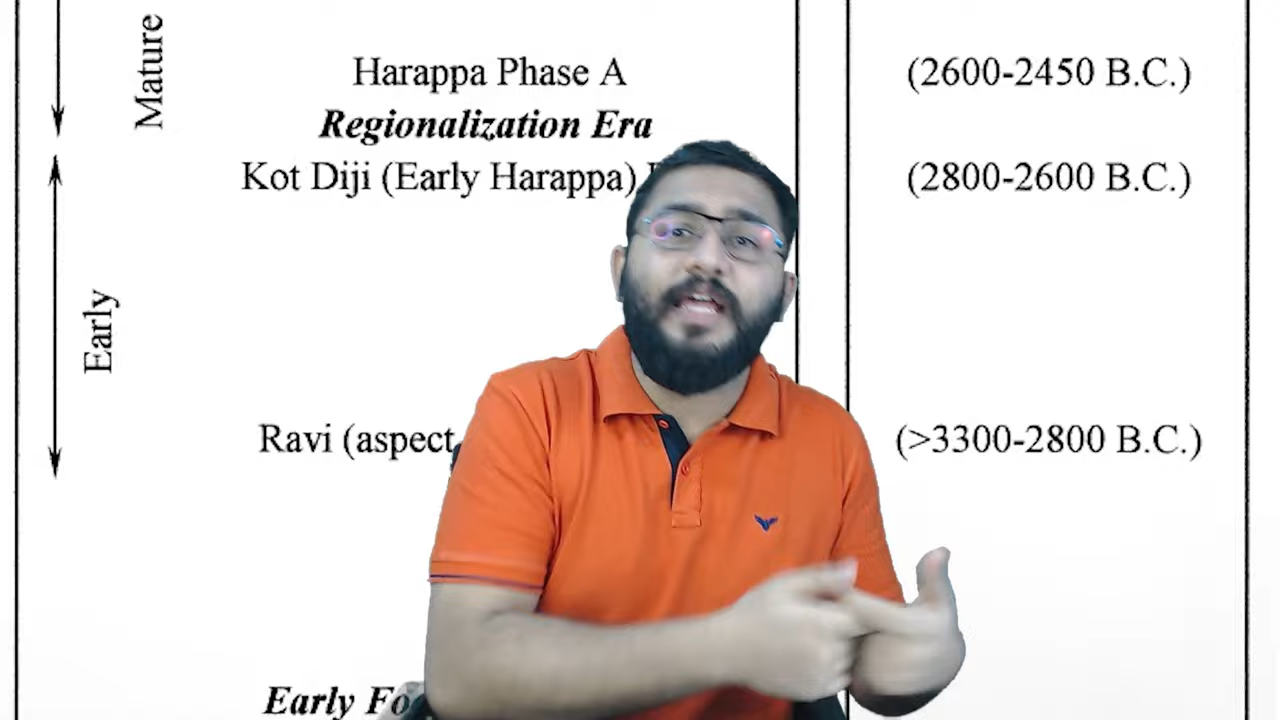 Mature
Harappa Phase A (2600-2450 B.C.)
Regionalization Era
Kot Diji (Early Harappa) (2800-2600 B.C.)
Early
Ravi (aspect (>3300-2800 B.C.)
Early